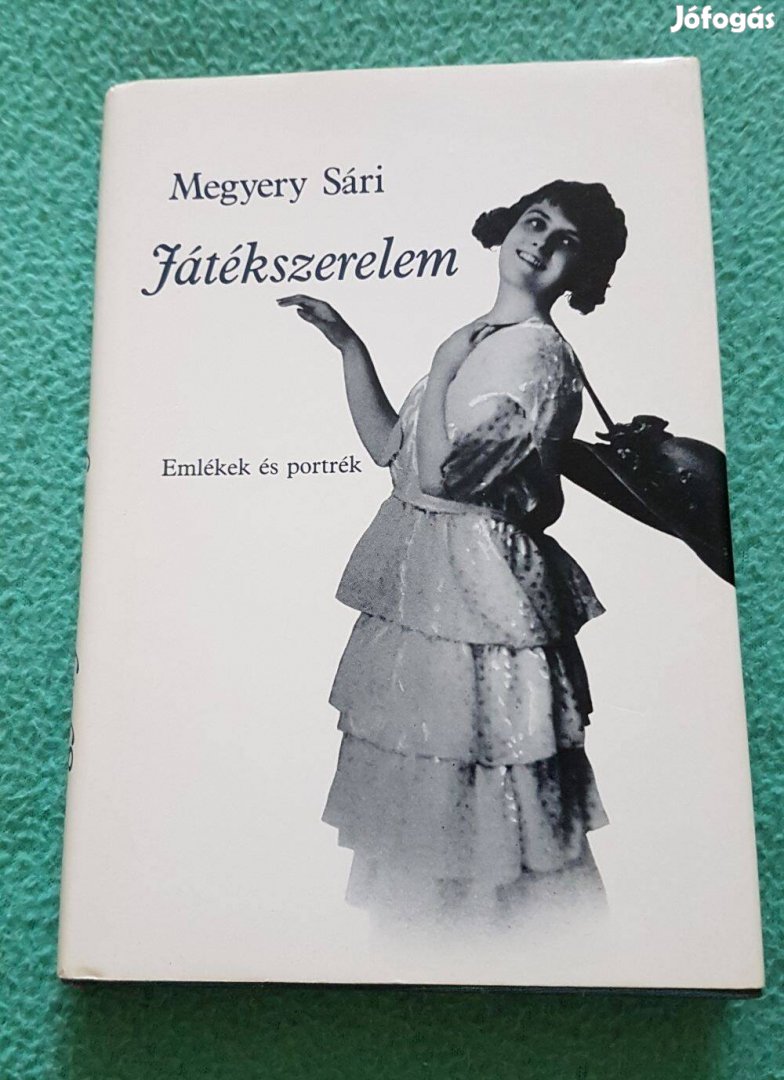 Jófogás
Megyery Sári
Játékszerelem
Emlékek és portrék